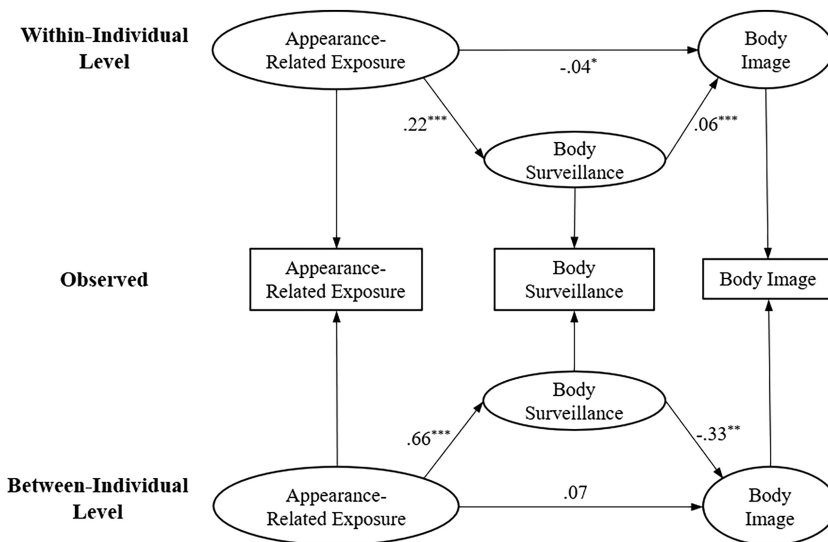 Within-Individual
Level
Appearance-
Related Exposure
Body
Image
-.04*
.22***
.06***
Body
Surveillance
Observed
Appearance-
Related Exposure
Body
Surveillance
Body Image
Body
Surveillance
.66***
-.33**
Between-Individual
Level
Appearance-
Related Exposure
.07
Body
Image